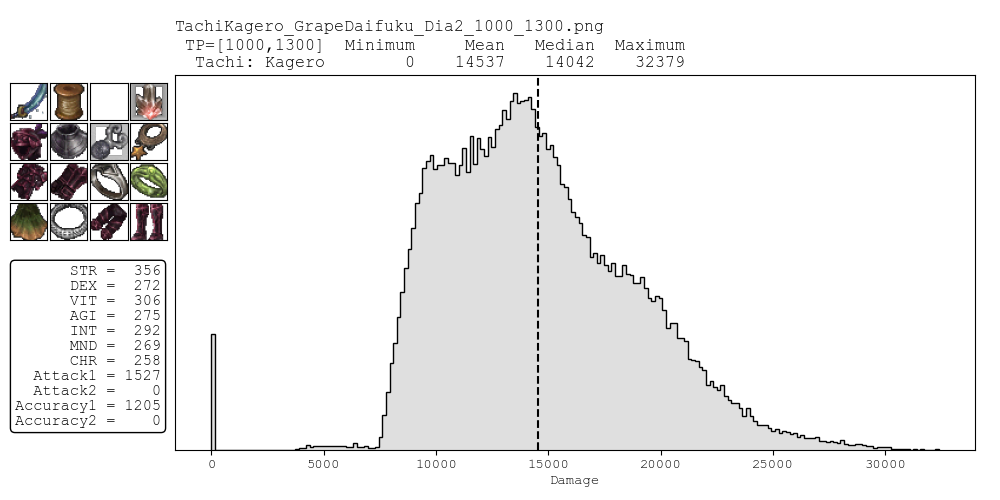 TachiKagero_GrapeDaifuku_Dia2_1000_1300.png
TP=[1000,1300] Minimum Mean Median Maximum
Tachi: Kagero 0 14537 14042 32379
STR = 356
DEX = 272
VIT = 306
AGI = 275
INT = 292
MND = 269
CHR = 258
Attack1 = 1527
Attack2 = 0
Accuracy1 = 1205
Accuracy2 = 0
0 5000 10000 15000 20000 25000 30000
Damage